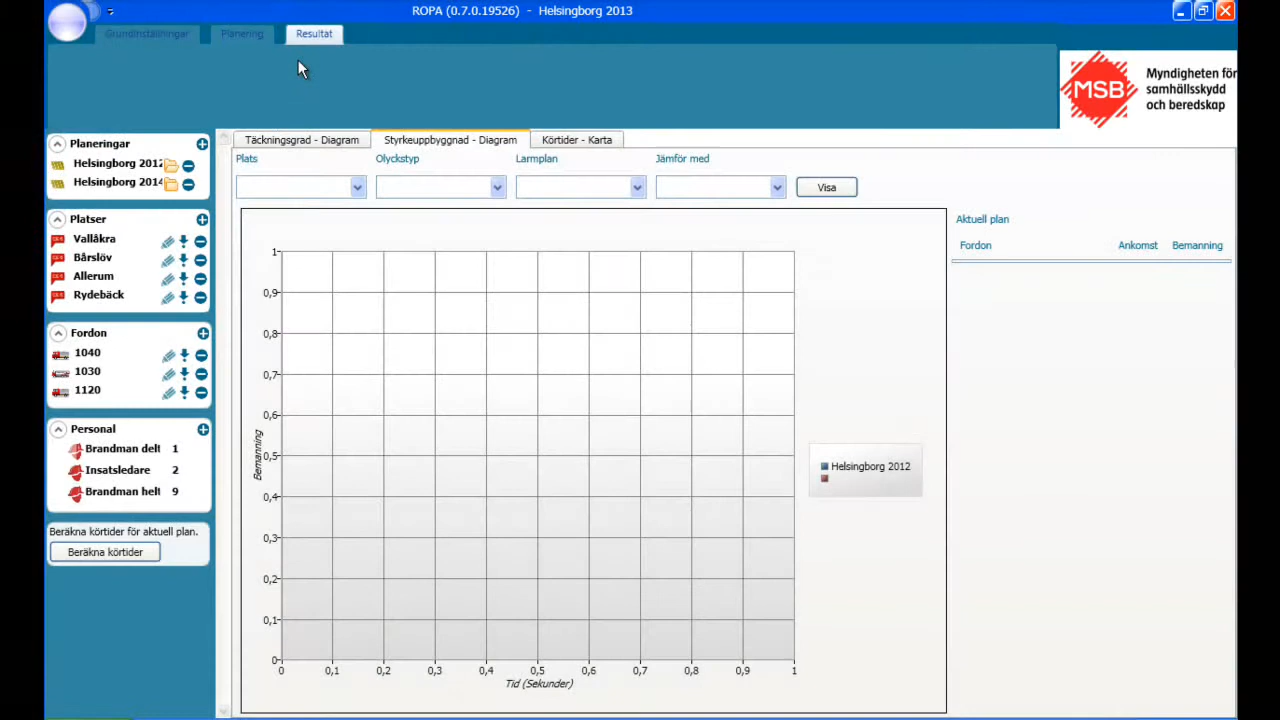 ROPA (0.7.0.19526) - Helsingborg 2013
Grundinställningar Planering Resultat
MSB
Myndigheten för
samhällsskydd
och beredskap
Planeringar
Helsingborg 2012
Helsingborg 2014
Platser
Vallåkra
Bårslöv
Allerum
Rydebäck
Fordon
1040
1030
1120
Personal
Brandman delt 1
Insatsledare 2
Brandman helt 9
Beräkna körtider för aktuell plan.
Beräkna körtider
Täckningsgrad - Diagram Styrkeuppbyggnad - Diagram Körtider - Karta
Plats Olyckstyp Larmplan Jämför med
Visa
1
0,9
0,8
0,7
0,6
0,5
0,4
0,3
0,2
0,1
0
Bemanning
0 0,1 0,2 0,3 0,4 0,5 0,6 0,7 0,8 0,9 1
Tid (Sekunder)
Helsingborg 2012
Aktuell plan
Fordon Ankomst Bemanning